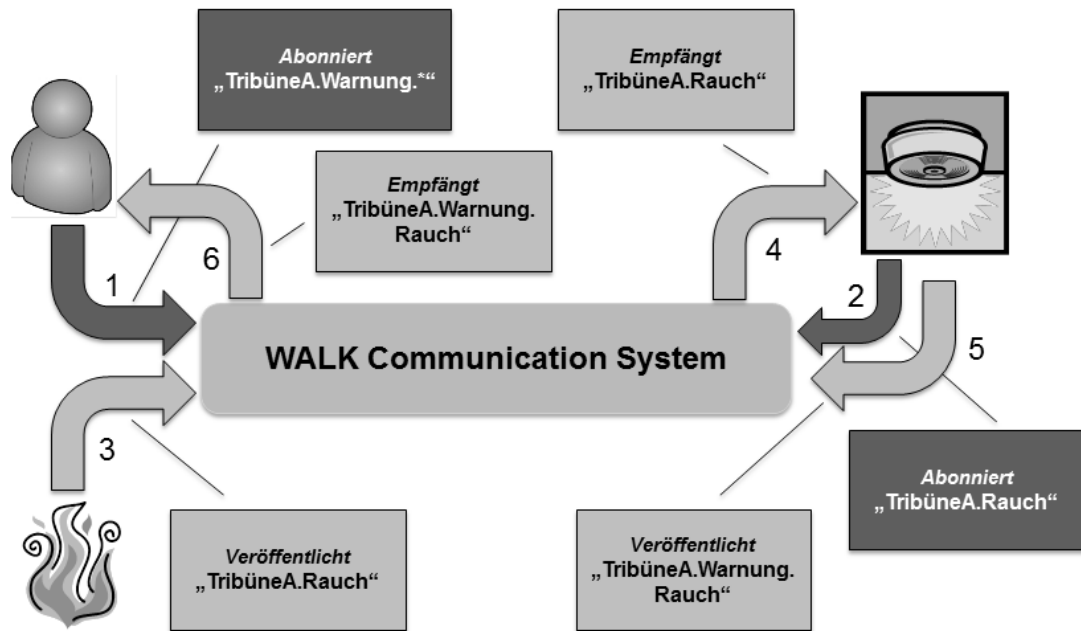 Abonniert
„TribüneA.Warnung.*“
Empfängt
„TribüneA.Rauch“
Empfängt
„TribüneA.Warnung.
Rauch“
6
4
1
2
WALK Communication System
5
3
Abonniert
„TribüneA.Rauch“
Veröffentlicht
„TribüneA.Rauch“
Veröffentlicht
„TribüneA.Warnung.
Rauch“